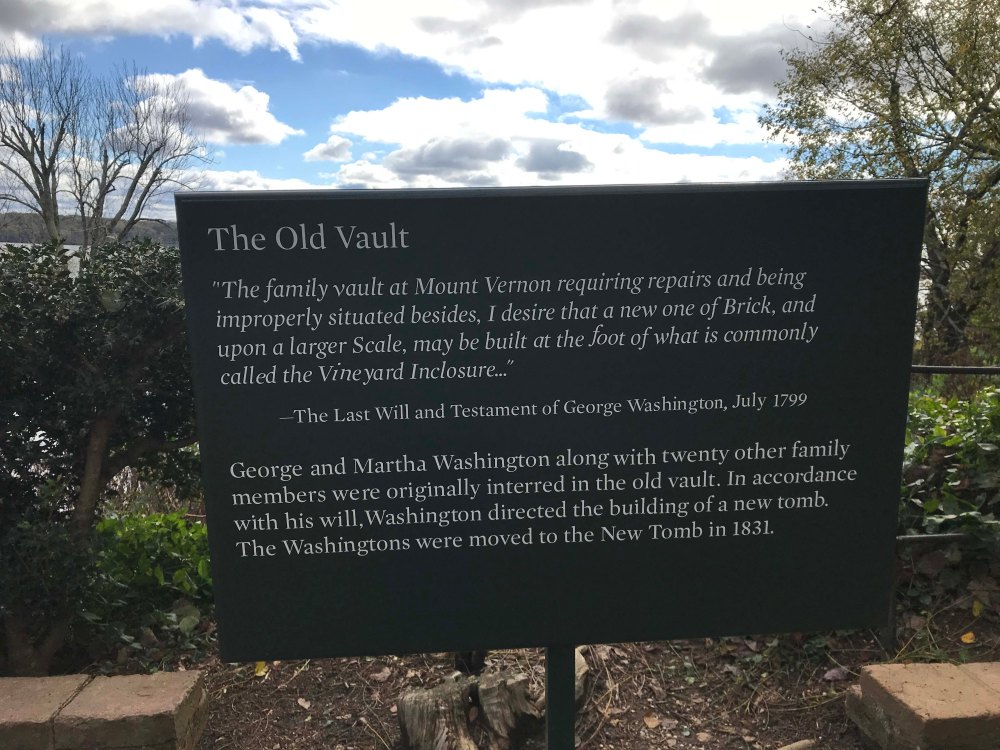 The Old Vault
"The family vault at Mount Vernon requiring repairs and being
improperly situated besides, I desire that a new one of Brick, and
upon a larger Scale, may be built at the foot of what is commonly
called the Vineyard Inclosure..."
—The Last Will and Testament of George Washington, July 1799
George and Martha Washington along with twenty other family
members were originally interred in the old vault. In accordance
with his will,Washington directed the building of a new tomb.
The Washingtons were moved to the New Tomb in 1831.